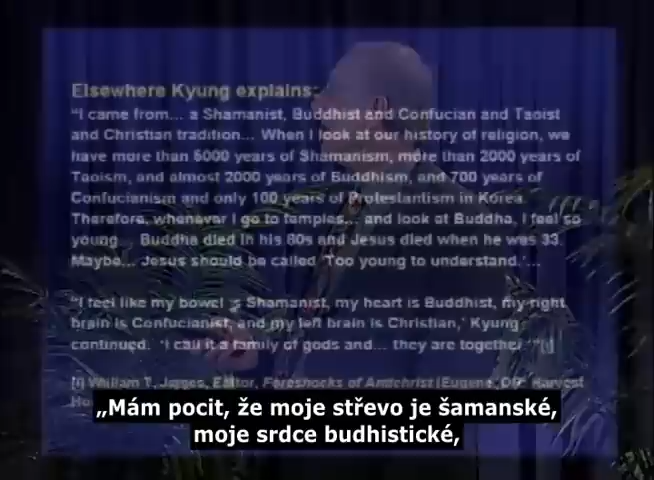 Elsewhere Kyung explains:
"I came from... a Shamanist, Buddhist and Confucian and Taoist
and Christian tradition... When I look at our history of religion, we
have more than 5000 years of Shamanism, more than 2000 years of
Taoism, and almost 2000 years of Buddhism, and 700 years of
Confucianism and only 100 years of Protestantism in Korea.
Therefore, whenever I go to temples... and look at Buddha, I feel so
young... Buddha died in his 80s and Jesus died when he was 33.
Maybe... Jesus should be called 'Too young to understand.'...
"I feel like my bowel is Shamanist, my heart is Buddhist, my right
brain is Confucianist, and my left brain is Christian,' Kyung
continued. 'I call it a family of gods and... they are together.'"[i]
[i] William T. James, Editor, Foreshocks of Antichrist (Eugene, OR: Harvest
„Mám pocit, že moje střevo je šamanské,
moje srdce budhistické,